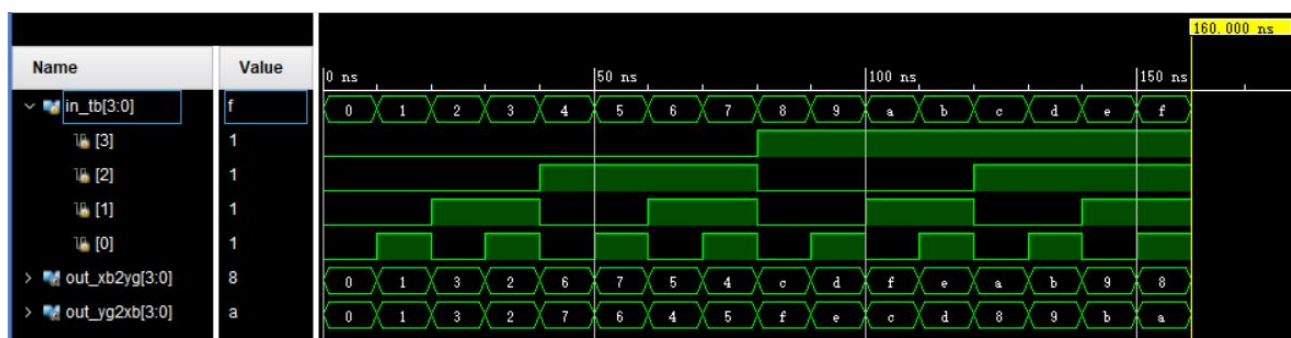 160.000 ns
Name Value 0 ns 50 ns 100 ns 150 ns
in_tb[3:0] f 0 1 2 3 4 5 6 7 8 9 a b c d e f
[3] 1
[2] 1
[1] 1
[0] 1
out_xb2yg[3:0] 8 0 1 3 2 6 7 5 4 c d f e a b 9 8
out_yg2xb[3:0] a 0 1 3 2 7 6 4 5 f e c d 8 9 b a